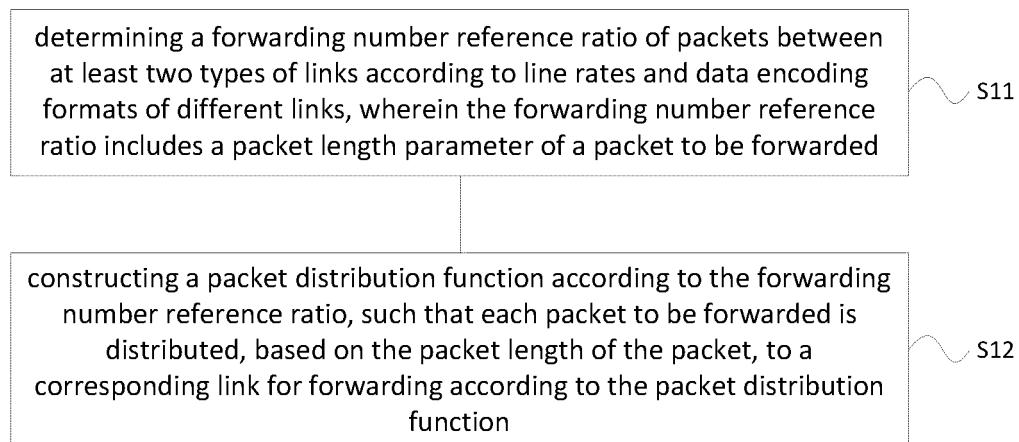 determining a forwarding number reference ratio of packets between
at least two types of links according to line rates and data encoding
formats of different links, wherein the forwarding number reference
ratio includes a packet length parameter of a packet to be forwarded
S11
constructing a packet distribution function according to the forwarding
number reference ratio, such that each packet to be forwarded is
distributed, based on the packet length of the packet, to a
corresponding link for forwarding according to the packet distribution
function
S12